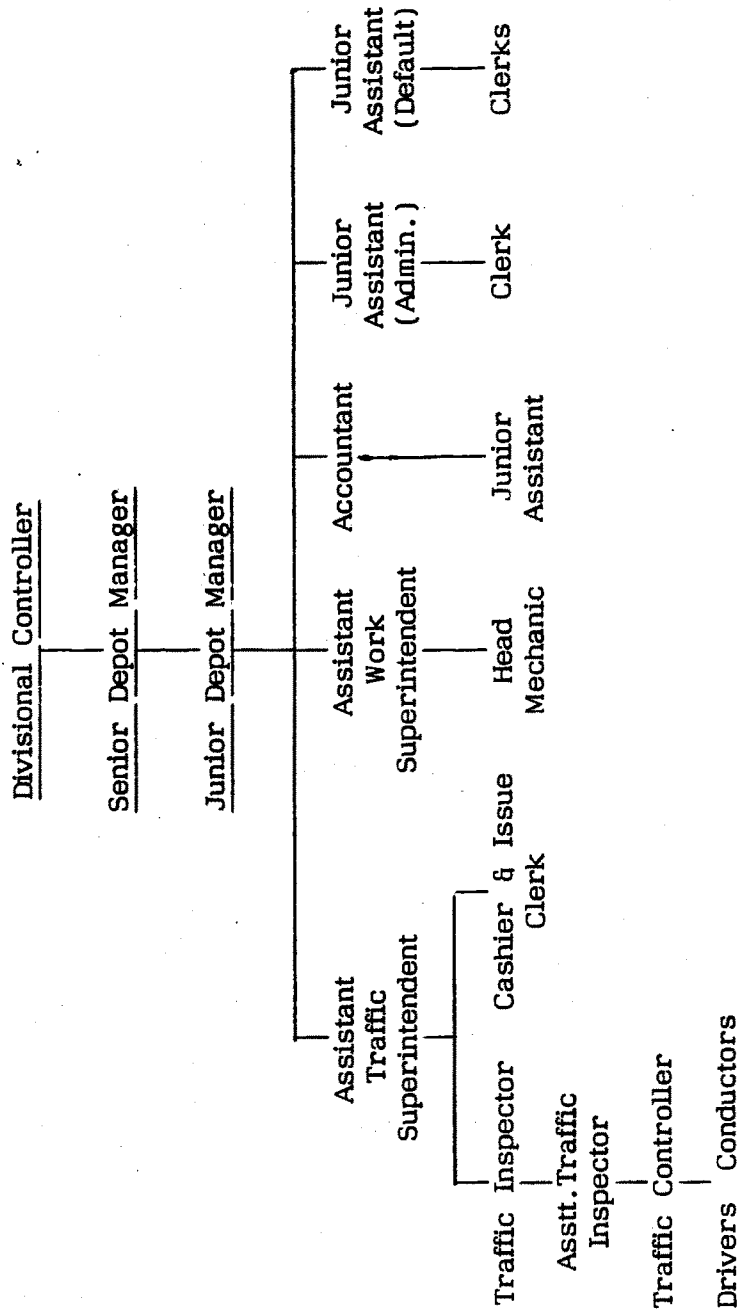 Divisional Controller
Senior Depot Manager
Junior Depot Manager
Assistant
Traffic
Superintendent
Assistant
Work
Superintendent
Accountant
Junior
Assistant
(Admin.)
Junior
Assistant
(Default)
Traffic Inspector
Cashier & Issue
Clerk
Head
Mechanic
Junior
Assistant
Clerk
Clerks
Asstt.Traffic
Inspector
Traffic Controller
Drivers Conductors